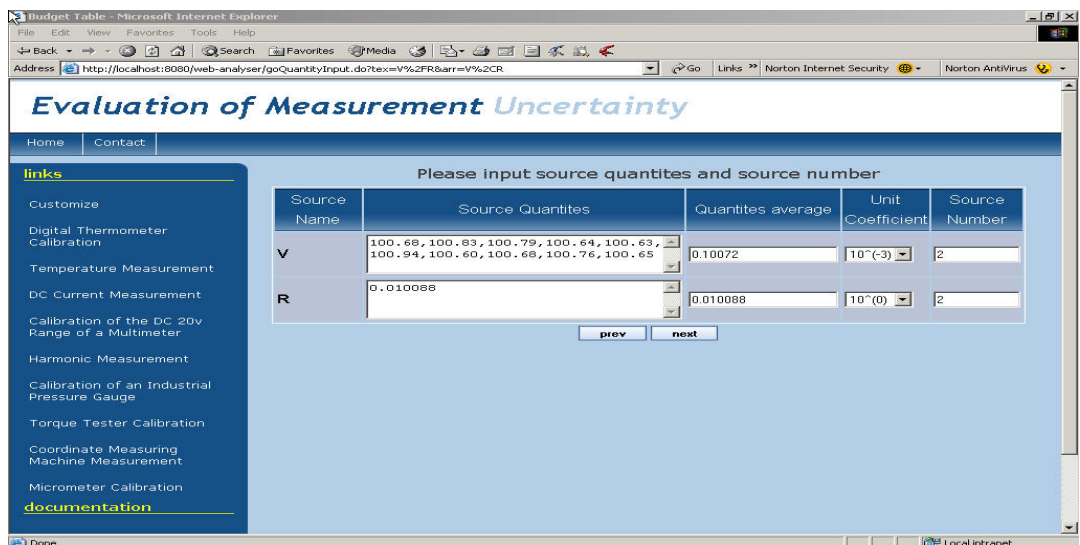 Budget Table - Microsoft Internet Explorer
File Edit View Favorites Tools Help
Back Search Favorites Media
Address http://localhost:8080/web-analyser/goQuantityInput.do?tex=V%2FR&arr=V%2CR Go Links » Norton Internet Security Norton AntiVirus
Evaluation of Measurement Uncertainty
Home Contact
links
Customize
Digital Thermometer
Calibration
Temperature Measurement
DC Current Measurement
Calibration of the DC 20v
Range of a Multimeter
Harmonic Measurement
Calibration of an Industrial
Pressure Gauge
Torque Tester Calibration
Coordinate Measuring
Machine Measurement
Micrometer Calibration
documentation
Please input source quantites and source number
Source
Name
Source Quantites
Quantites average
Unit
Coefficient
Source
Number
V
100.68,100.83,100.79,100.64,100.63,
100.94,100.60,100.68,100.76,100.65
0.10072
10^(-3)
2
R
0.010088
0.010088
10^(0)
2
prev next
Done Local intranet